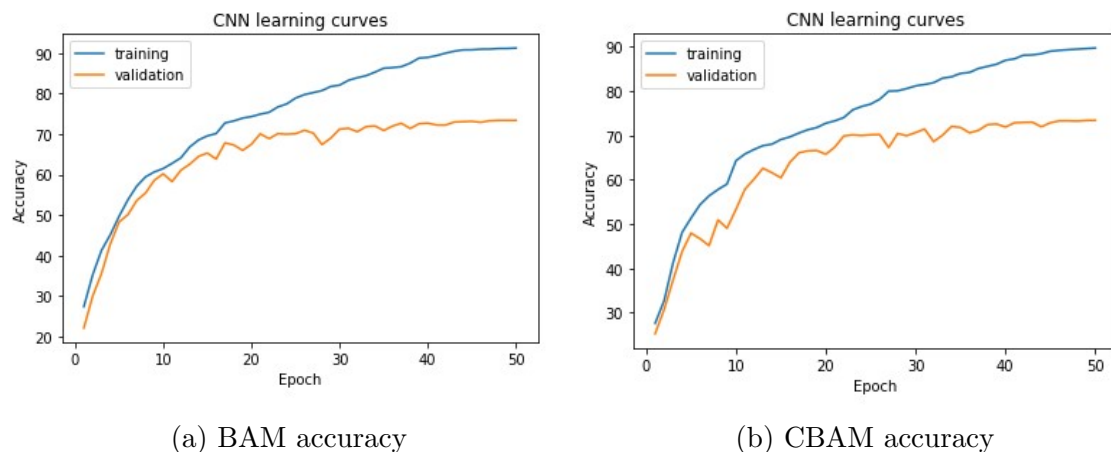 CNN learning curves
training
validation
Accuracy
90
80
70
60
50
40
30
20
0 10 20 30 40 50
Epoch
(a) BAM accuracy
CNN learning curves
training
validation
Accuracy
90
80
70
60
50
40
30
0 10 20 30 40 50
Epoch
(b) CBAM accuracy